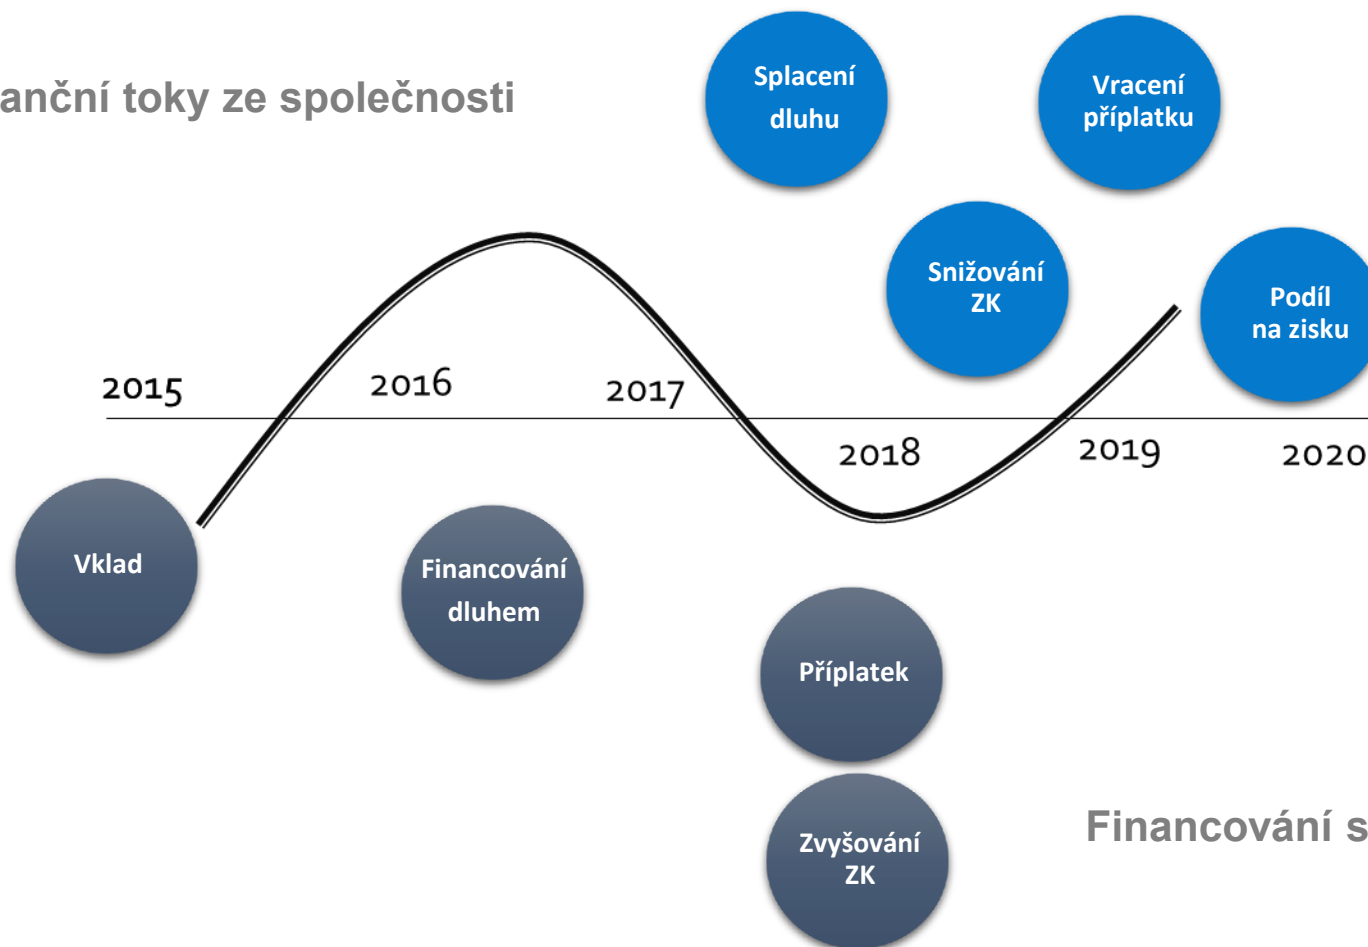 anční toky ze společnosti
Splacení
dluhu
Vracení
příplatku
Snižování
ZK
Podíl
na zisku
2015
2016
2017
2018
2019
2020
Vklad
Financování
dluhem
Příplatek
Zvyšování
ZK
Financování s